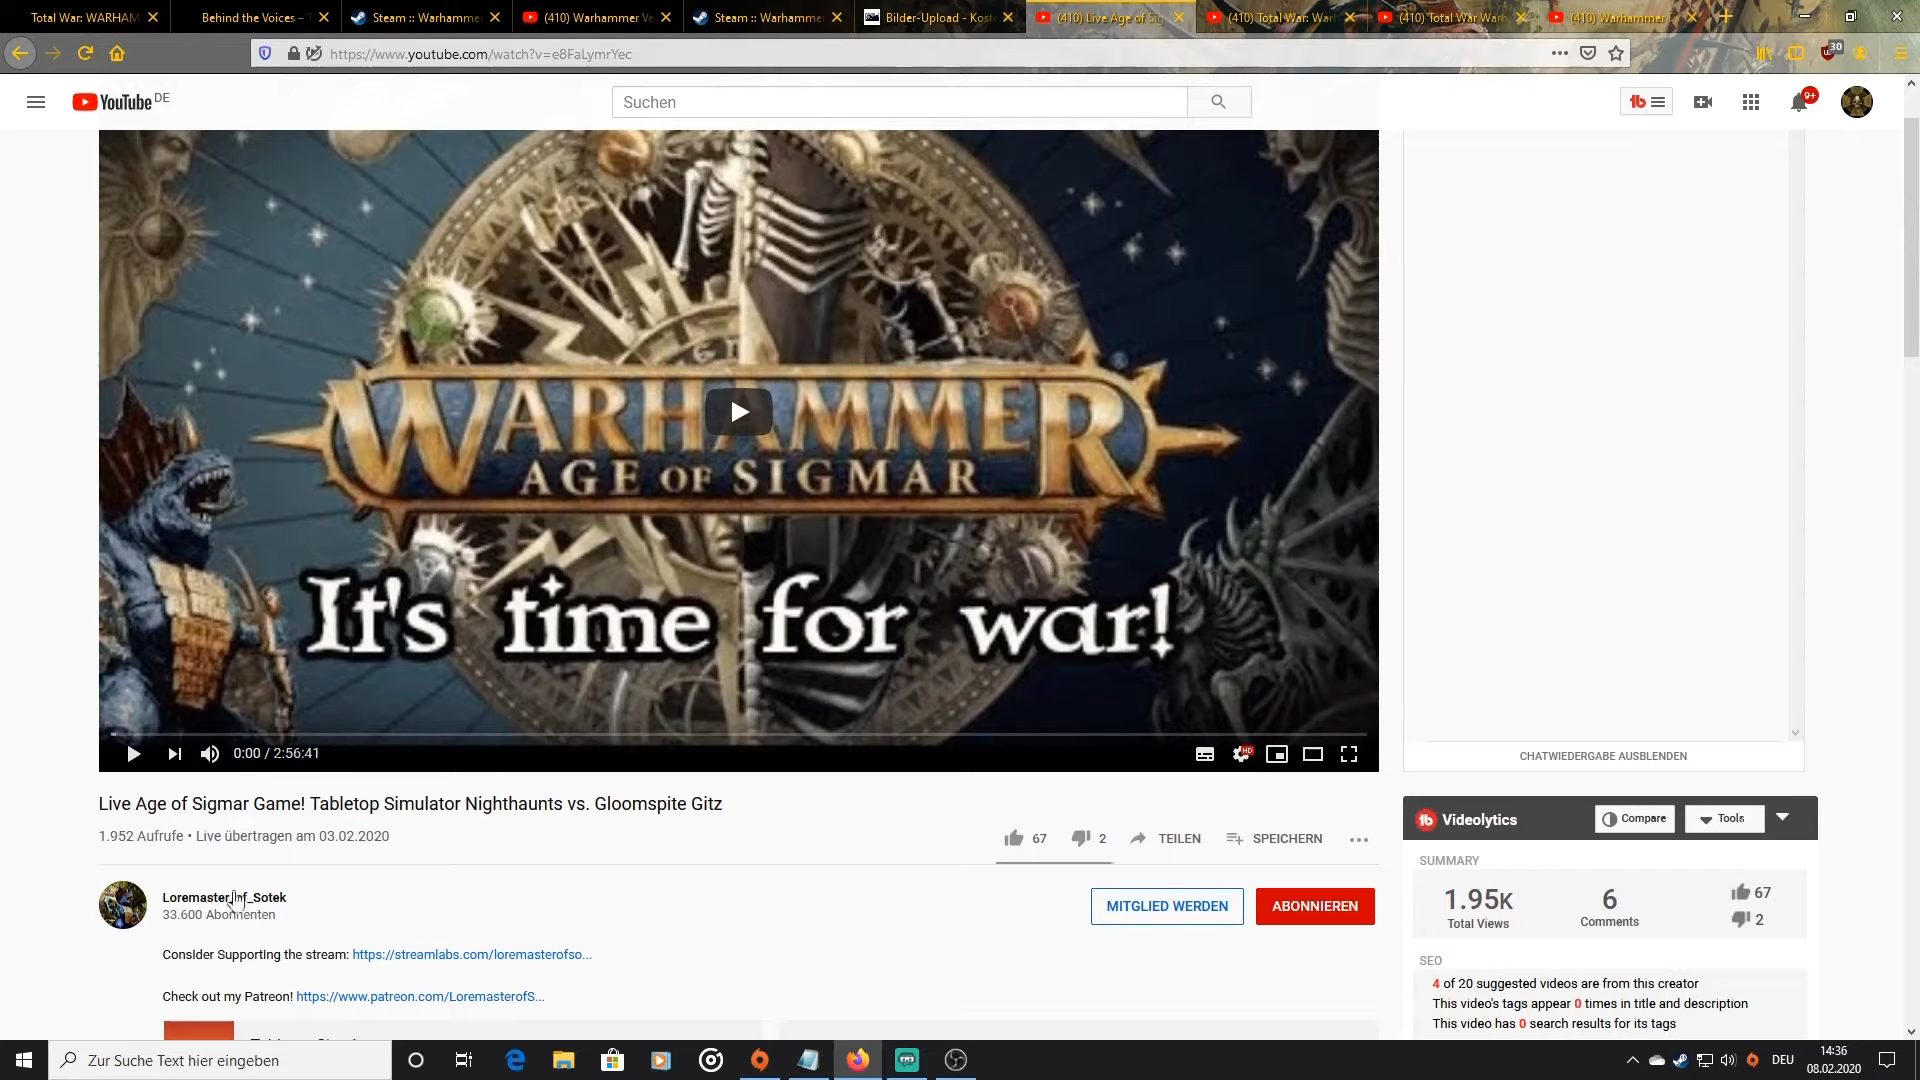 Total War: WARHAM
Behind the Voices –
Steam :: Warhammer
(410) Warhammer Ve
Steam :: Warhamme
Bilder-Upload - Kost
(410) Live Age of Sig
(410) Total War: War
(410) Total War Warh
(410) Warhammer
https://www.youtube.com/watch?v=e8FaLymrYec
30
YouTube DE
Suchen
9+
WARHAMMER
AGE OF SIGMAR
It's time for war!
0:00 / 2:56:41
HD
CHATWIEDERGABE AUSBLENDEN
Live Age of Sigmar Game! Tabletop Simulator Nighthaunts vs. Gloomspite Gitz
1.952 Aufrufe • Live übertragen am 03.02.2020
67
2
TEILEN
SPEICHERN
Loremaster_of_Sotek
33.600 Abonnenten
MITGLIED WERDEN
ABONNIEREN
Consider Supporting the stream: https://streamlabs.com/loremasterofso...
Check out my Patreon! https://www.patreon.com/LoremasterofS...
Videolytics
Compare
Tools
SUMMARY
1.95K
Total Views
6
Comments
67
2
SEO
4 of 20 suggested videos are from this creator
This video's tags appear 0 times in title and description
This video has 0 search results for its tags
Zur Suche Text hier eingeben
DEU
14:36
08.02.2020